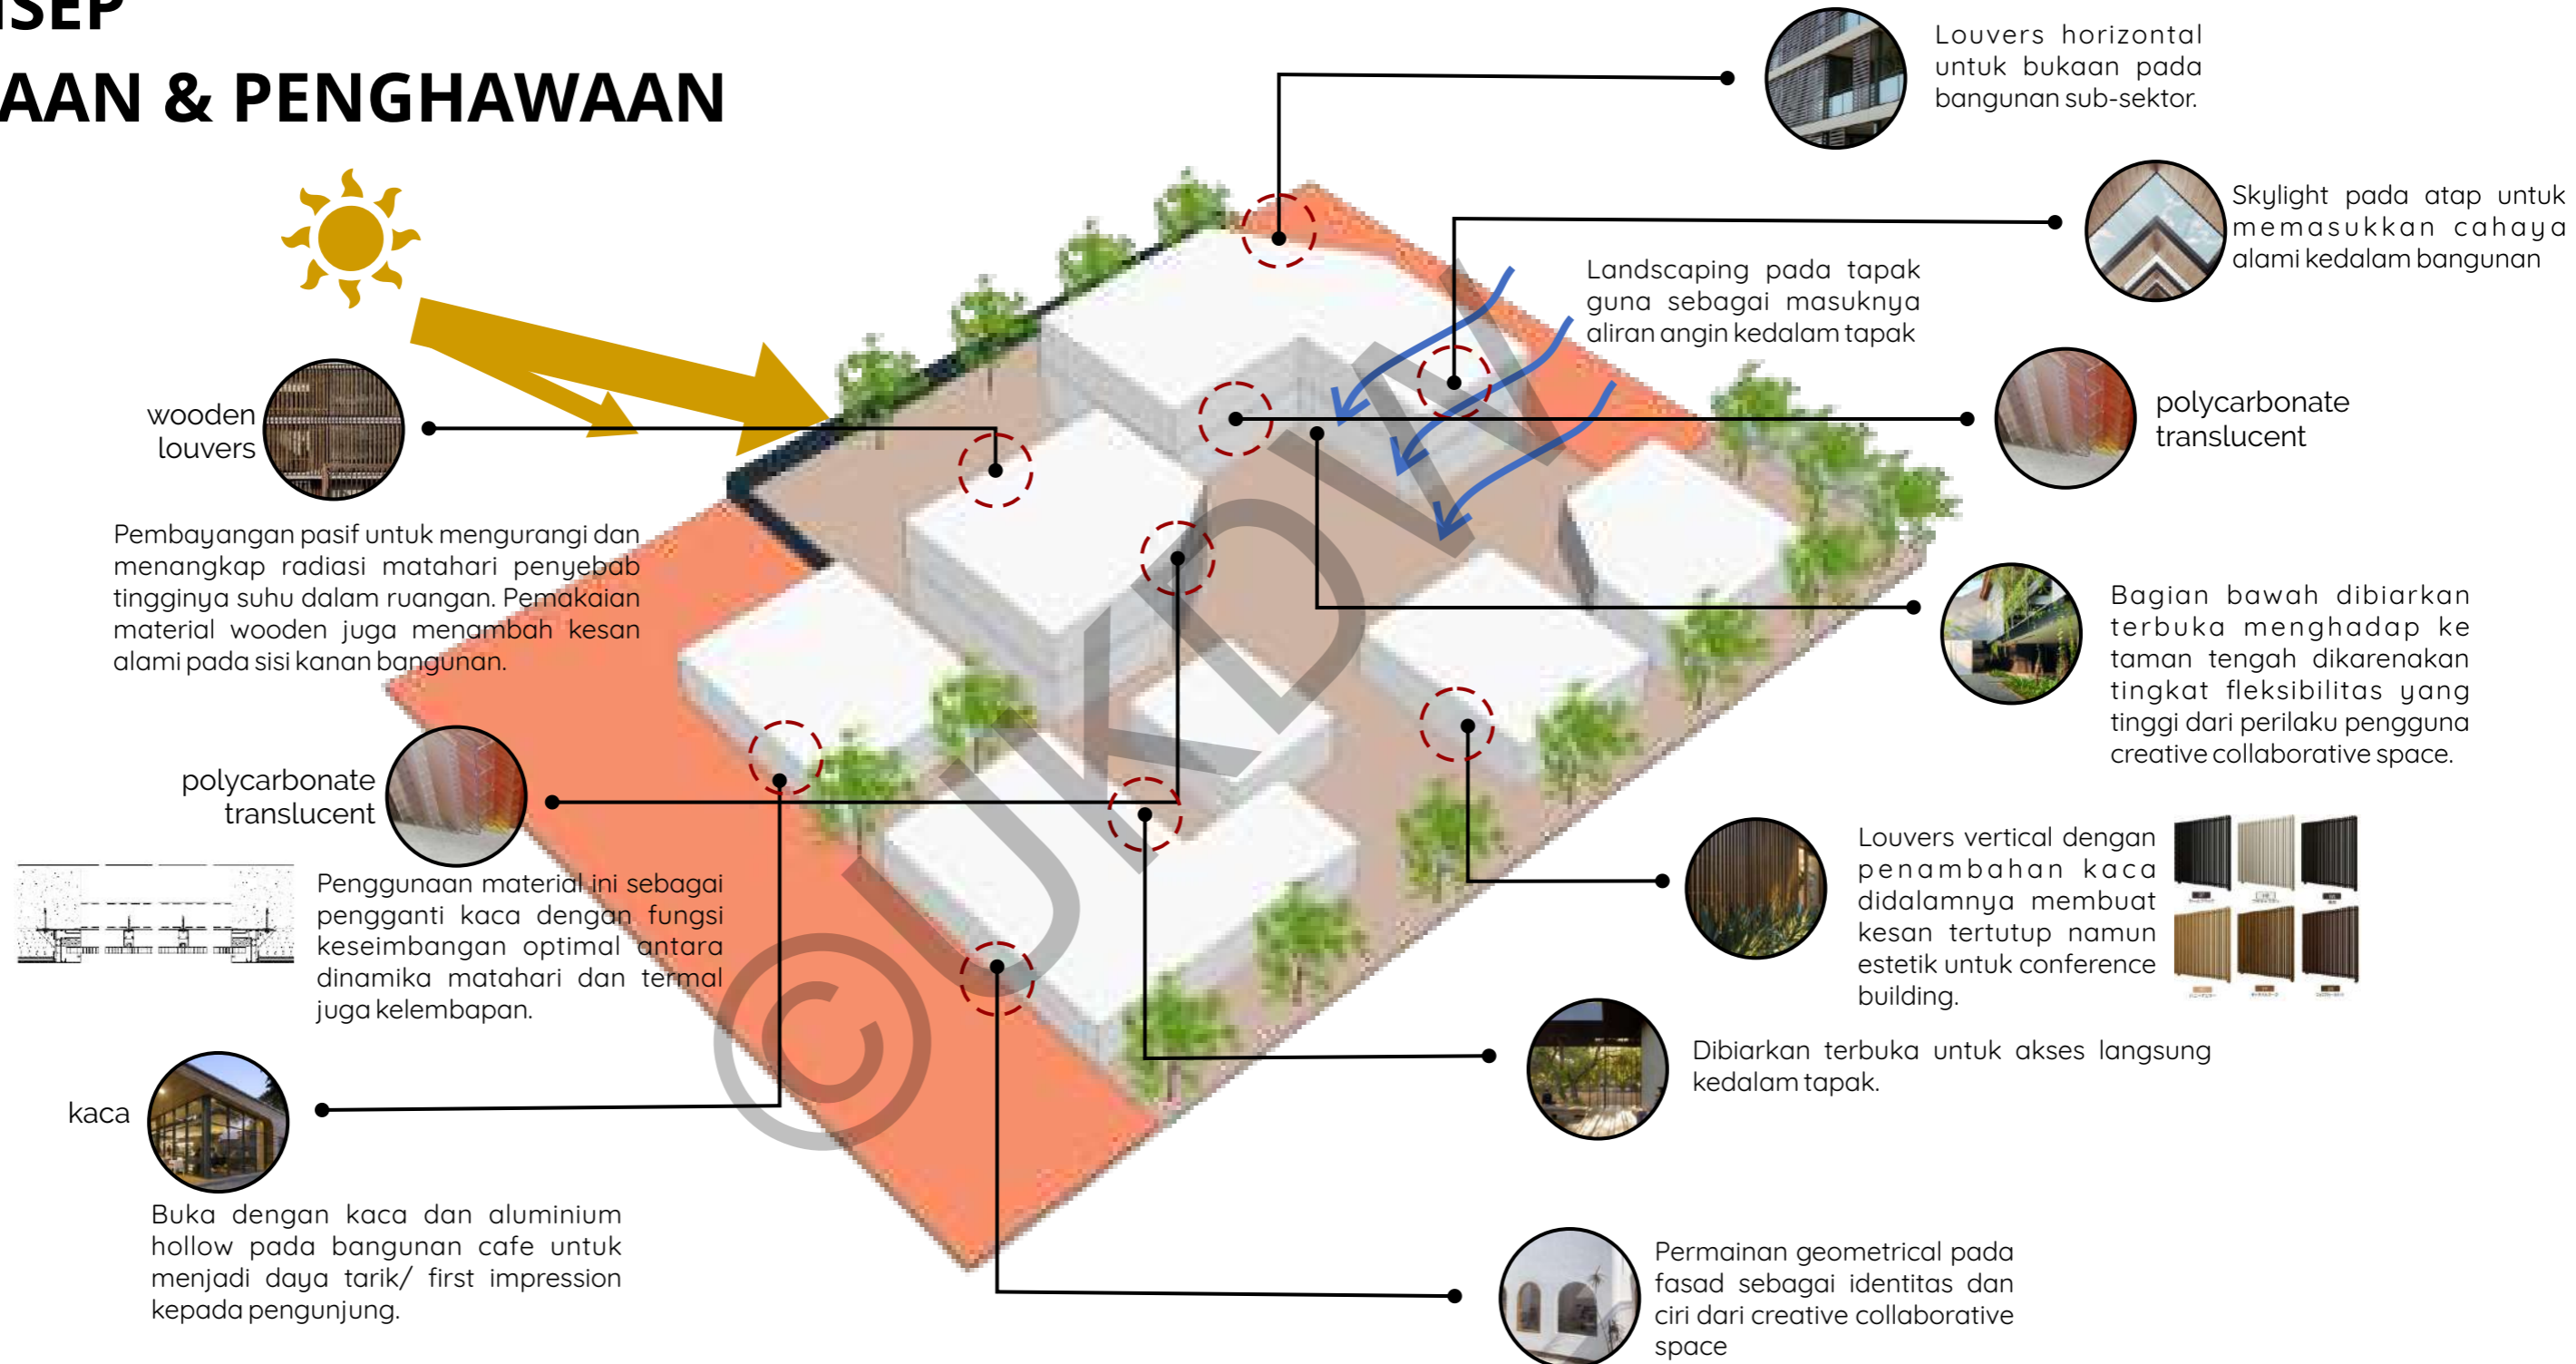 ISEP
AAN & PENGHAWAAN
Louvers horizontal
untuk bukaan pada
bangunan sub-sektor.
Skylight pada atap untuk
memasukkan cahaya
alami kedalam bangunan
Landscaping pada tapak
guna sebagai masuknya
aliran angin kedalam tapak
wooden
louvers
polycarbonate
translucent
Pembayangan pasif untuk mengurangi dan
menangkap radiasi matahari penyebab
tingginya suhu dalam ruangan. Pemakaian
material wooden juga menambah kesan
alami pada sisi kanan bangunan.
Bagian bawah dibiarkan
terbuka menghadap ke
taman tengah dikarenakan
tingkat fleksibilitas yang
tinggi dari perilaku pengguna
creative collaborative space.
polycarbonate
translucent
Penggunaan material ini sebagai
pengganti kaca dengan fungsi
keseimbangan optimal antara
dinamika matahari dan termal
juga kelembapan.
Louvers vertical dengan
penambahan kaca
didalamnya membuat
kesan tertutup namun
estetik untuk conference
building.
Dibiarkan terbuka untuk akses langsung
kedalam tapak.
kaca
Buka dengan kaca dan aluminium
hollow pada bangunan cafe untuk
menjadi daya tarik/ first impression
kepada pengunjung.
Permainan geometrical pada
fasad sebagai identitas dan
ciri dari creative collaborative
space
©UKDW